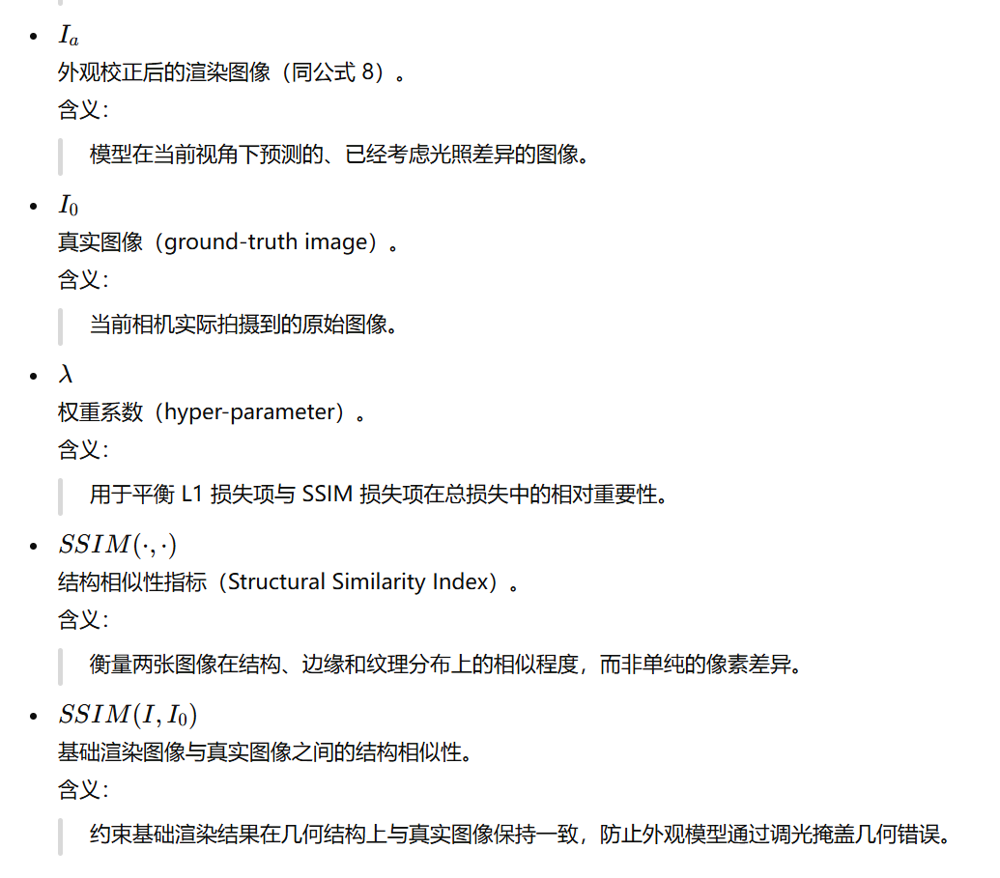 • I_a
外观校正后的渲染图像（同公式 8）。
含义：
模型在当前视角下预测的、已经考虑光照差异的图像。
• I_0
真实图像（ground-truth image）。
含义：
当前相机实际拍摄到的原始图像。
• λ
权重系数（hyper-parameter）。
含义：
用于平衡 L1 损失项与 SSIM 损失项在总损失中的相对重要性。
• SSIM(·,·)
结构相似性指标（Structural Similarity Index）。
含义：
衡量两张图像在结构、边缘和纹理分布上的相似程度，而非单纯的像素差异。
• SSIM(I, I_0)
基础渲染图像与真实图像之间的结构相似性。
含义：
约束基础渲染结果在几何结构上与真实图像保持一致，防止外观模型通过调光掩盖几何错误。